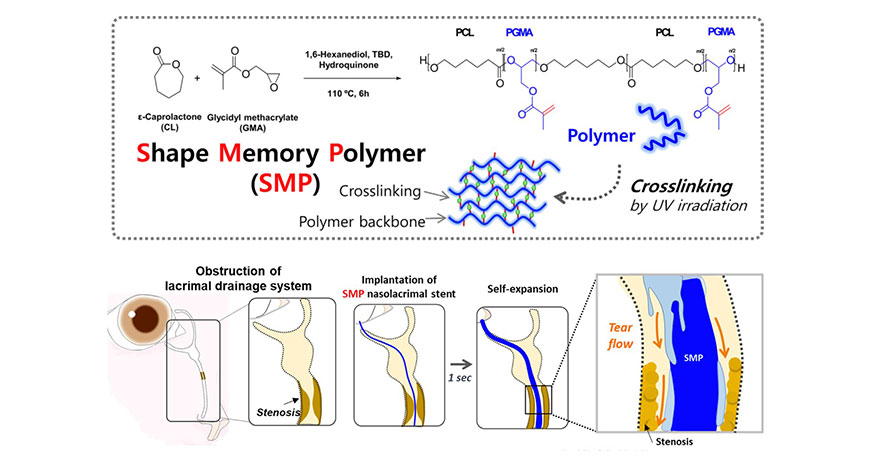 PCL
PGMA
PCL
PGMA
1,6-Hexanediol, TBD,
Hydroquinone
110 ºC, 6h
O
O
+
O
O
O
H
O
O
m/2
O
O
n/2
O
O
O
O
m/2
O
O
n/2
H
O
O
O
O
ε-Caprolactone
(CL)
Glycidyl methacrylate
(GMA)
Shape Memory Polymer
(SMP)
Polymer
Crosslinking
Polymer backbone
Crosslinking
by UV irradiation
Obstruction of
lacrimal drainage system
Stenosis
Implantation of
SMP nasolacrimal stent
1 sec
Self-expansion
Tear
flow
SMP
Stenosis